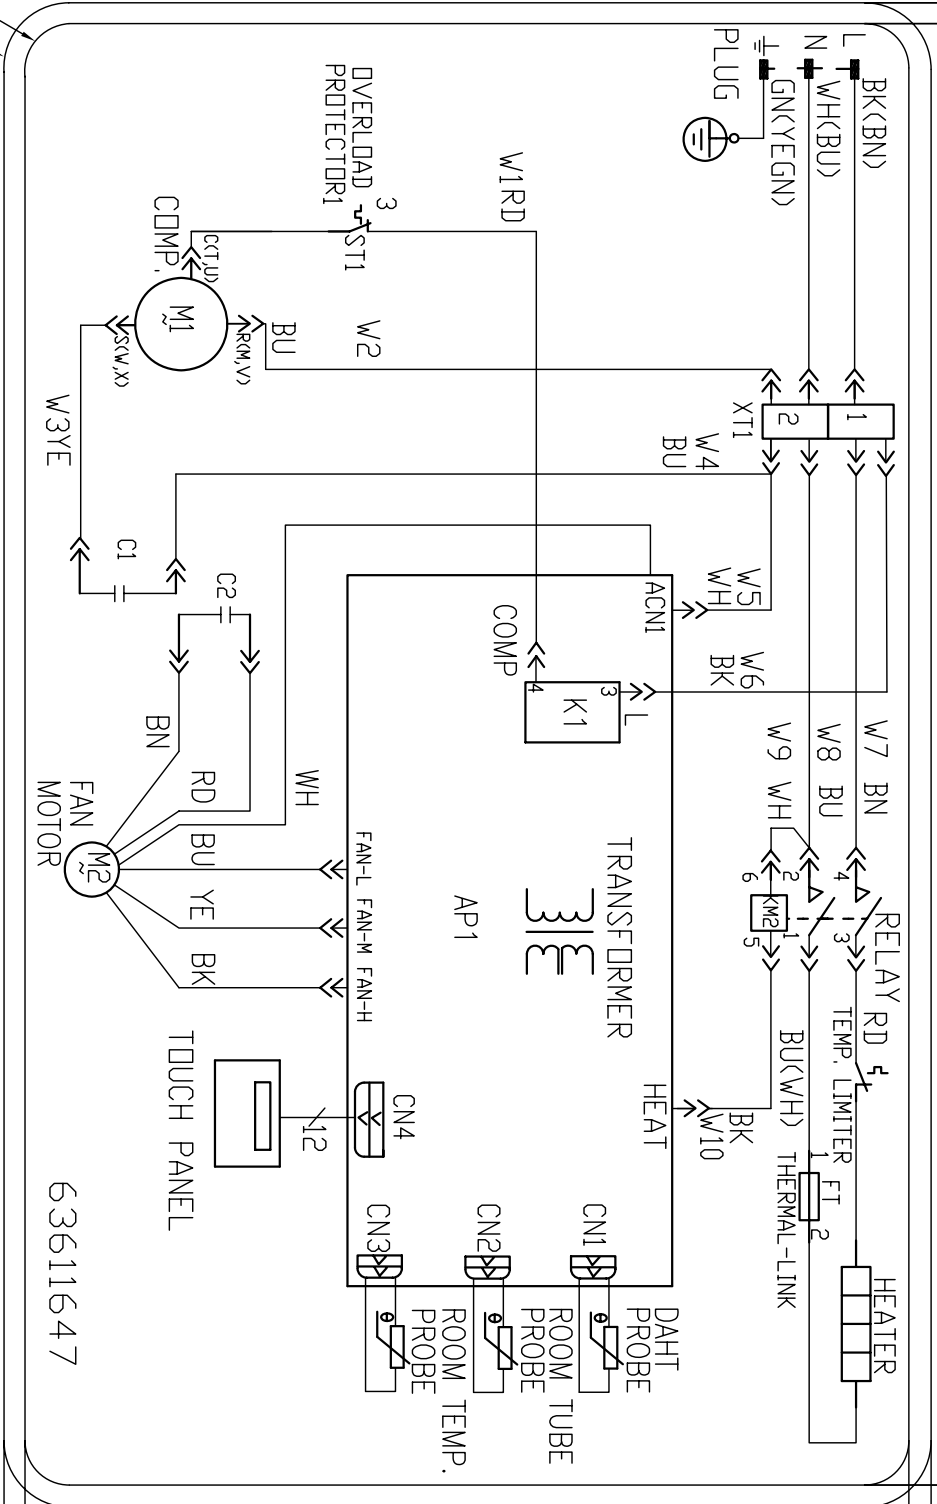 L
N
PLUG
BK(BN)
WH(BU)
GN(YEGN)
W1RD
OVERLOAD
PROTECTOR1
3
ST1
COMP.
C(T,U)
M1
~
R(M,V)
S(W,X)
BU
W2
W3YE
XT1
1
2
W4
BU
C1
C2
W5
WH
W6
BK
ACN1
COMP
4
K1
3
L
W7 BN
W8 BU
W9 WH
BN
RD
BU
YE
BK
WH
FAN
MOTOR
M2
~
FAN-L
FAN-M
FAN-H
AP1
TRANSFORMER
RELAY
4
3
2
1
6
KM2
5
RD
TEMP. LIMITER
BU(WH)
1
FT
2
THERMAL-LINK
HEATER
HEAT
BK
W10
TOUCH PANEL
12
CN4
CN3
CN2
CN1
θ
θ
θ
DAHT
PROBE
ROOM TUBE
PROBE
ROOM TEMP.
PROBE
63611647